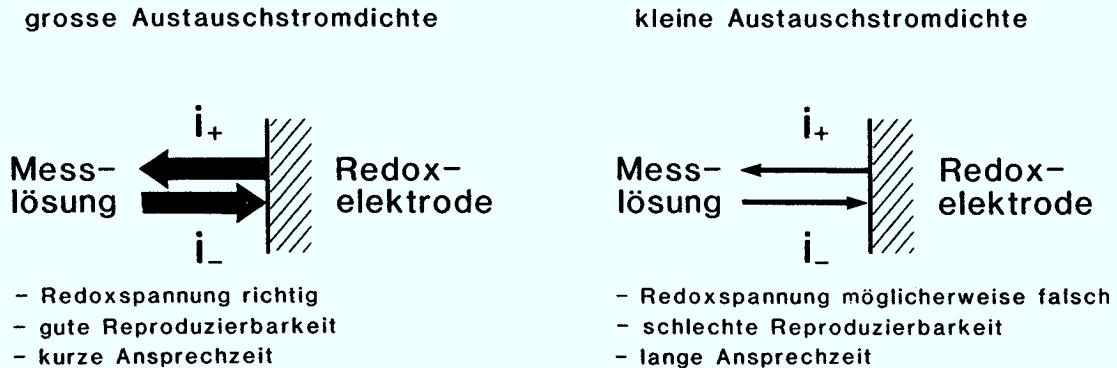 grosse Austauschstromdichte
i+
Mess-
lösung
Redox-
elektrode
i-
- Redoxspannung richtig
- gute Reproduzierbarkeit
- kurze Ansprechzeit
kleine Austauschstromdichte
i+
Mess-
lösung
Redox-
elektrode
i-
- Redoxspannung möglicherweise falsch
- schlechte Reproduzierbarkeit
- lange Ansprechzeit